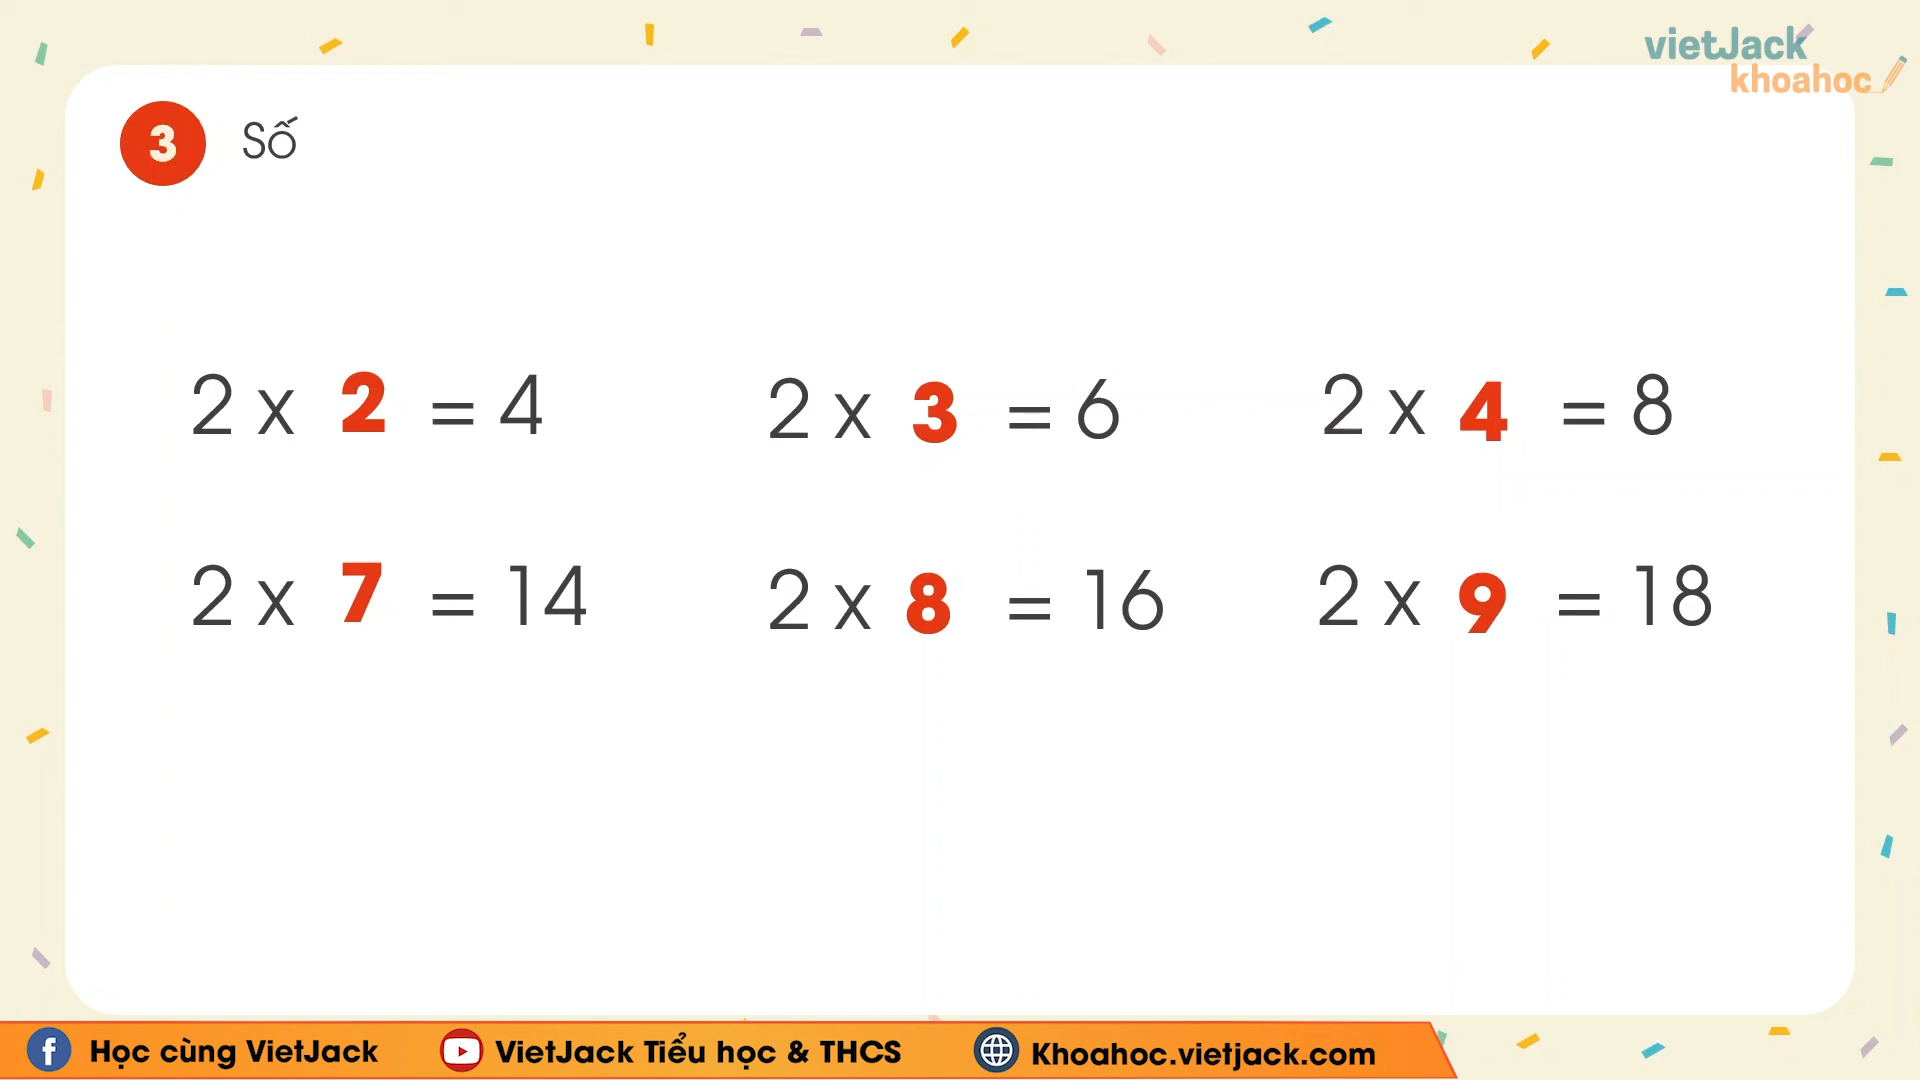 vietJack
khoahoc
3 Số
2 x 2 = 4 2 x 3 = 6 2 x 4 = 8
2 x 7 = 14 2 x 8 = 16 2 x 9 = 18
Học cùng VietJack VietJack Tiểu học & THCS Khoahoc.vietjack.com